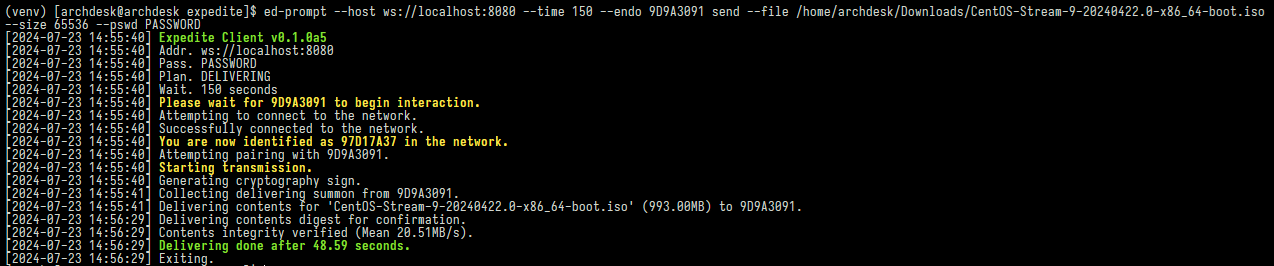 (venv) [archdesk@archdesk expedite]$ ed-prompt --host ws://localhost:8080 --time 150 --endo 9D9A3091 send --file /home/archdesk/Downloads/CentOS-Stream-9-20240422.0-x86_64-boot.iso
--size 65536 --pswd PASSWORD
[2024-07-23 14:55:40] Expedite Client v0.1.0a5
[2024-07-23 14:55:40] Addr. ws://localhost:8080
[2024-07-23 14:55:40] Pass. PASSWORD
[2024-07-23 14:55:40] Plan. DELIVERING
[2024-07-23 14:55:40] Wait. 150 seconds
[2024-07-23 14:55:40] Please wait for 9D9A3091 to begin interaction.
[2024-07-23 14:55:40] Attempting to connect to the network.
[2024-07-23 14:55:40] Successfully connected to the network.
[2024-07-23 14:55:40] You are now identified as 97D17A37 in the network.
[2024-07-23 14:55:40] Attempting pairing with 9D9A3091.
[2024-07-23 14:55:40] Starting transmission.
[2024-07-23 14:55:40] Generating cryptography sign.
[2024-07-23 14:55:41] Collecting delivering summon from 9D9A3091.
[2024-07-23 14:55:41] Delivering contents for 'CentOS-Stream-9-20240422.0-x86_64-boot.iso' (993.00MB) to 9D9A3091.
[2024-07-23 14:56:29] Delivering contents digest for confirmation.
[2024-07-23 14:56:29] Contents integrity verified (Mean 20.51MB/s).
[2024-07-23 14:56:29] Delivering done after 48.59 seconds.
[2024-07-23 14:56:29] Exiting.